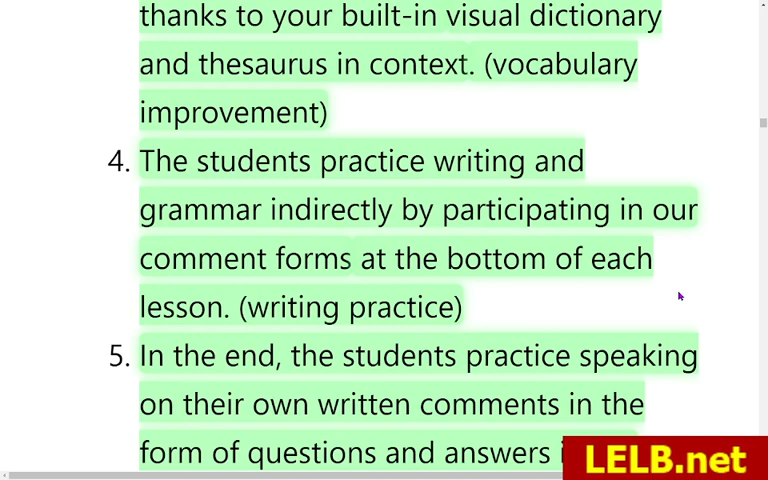 thanks to your built-in visual dictionary
and thesaurus in context. (vocabulary
improvement)
4. The students practice writing and
grammar indirectly by participating in our
comment forms at the bottom of each
lesson. (writing practice)
5. In the end, the students practice speaking
on their own written comments in the
form of questions and answers
LELB.net